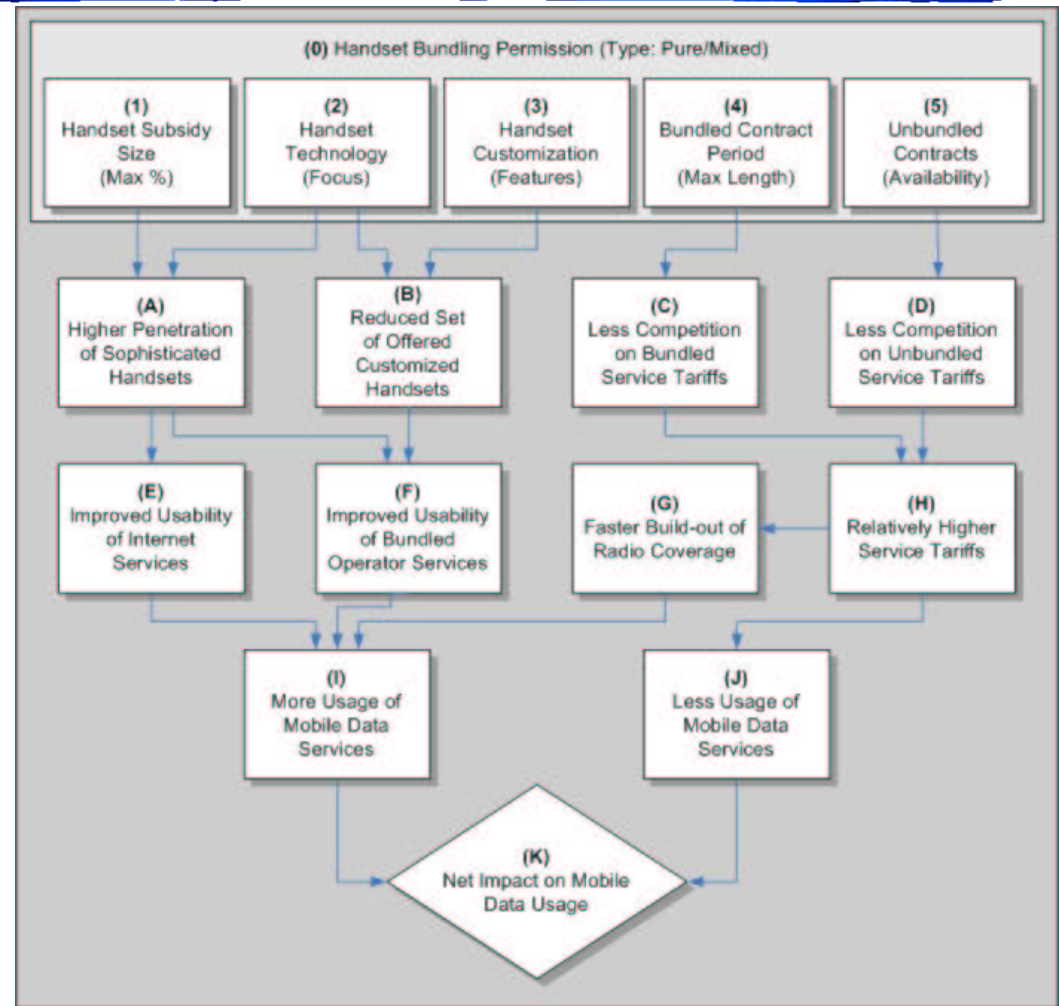 (0) Handset Bundling Permission (Type: Pure/Mixed)
(1)
Handset Subsidy
Size
(Max %)
(2)
Handset
Technology
(Focus)
(3)
Handset
Customization
(Features)
(4)
Bundled Contract
Period
(Max Length)
(5)
Unbundled
Contracts
(Availability)
(A)
Higher Penetration
of Sophisticated
Handsets
(B)
Reduced Set
of Offered
Customized
Handsets
(C)
Less Competition
on Bundled
Service Tariffs
(D)
Less Competition
on Unbundled
Service Tariffs
(E)
Improved Usability
of Internet
Services
(F)
Improved Usability
of Bundled
Operator Services
(G)
Faster Build-out of
Radio Coverage
(H)
Relatively Higher
Service Tariffs
(I)
More Usage of
Mobile Data
Services
(J)
Less Usage of
Mobile Data
Services
(K)
Net Impact on Mobile
Data Usage